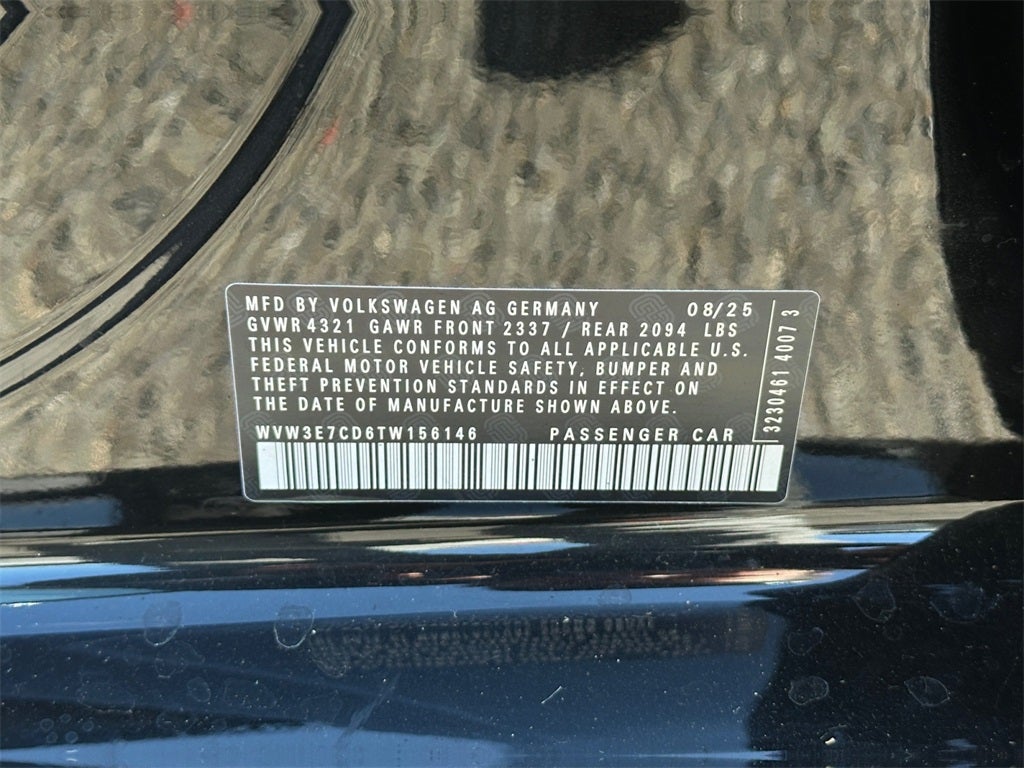 MFD BY VOLKSWAGEN AG GERMANY 08/25
GVWR 4321 GAWR FRONT 2337 / REAR 2094 LBS
THIS VEHICLE CONFORMS TO ALL APPLICABLE U.S.
FEDERAL MOTOR VEHICLE SAFETY, BUMPER AND
THEFT PREVENTION STANDARDS IN EFFECT ON
THE DATE OF MANUFACTURE SHOWN ABOVE.
WVW3E7CD6TW156146 PASSENGER CAR
3230461 4007 3